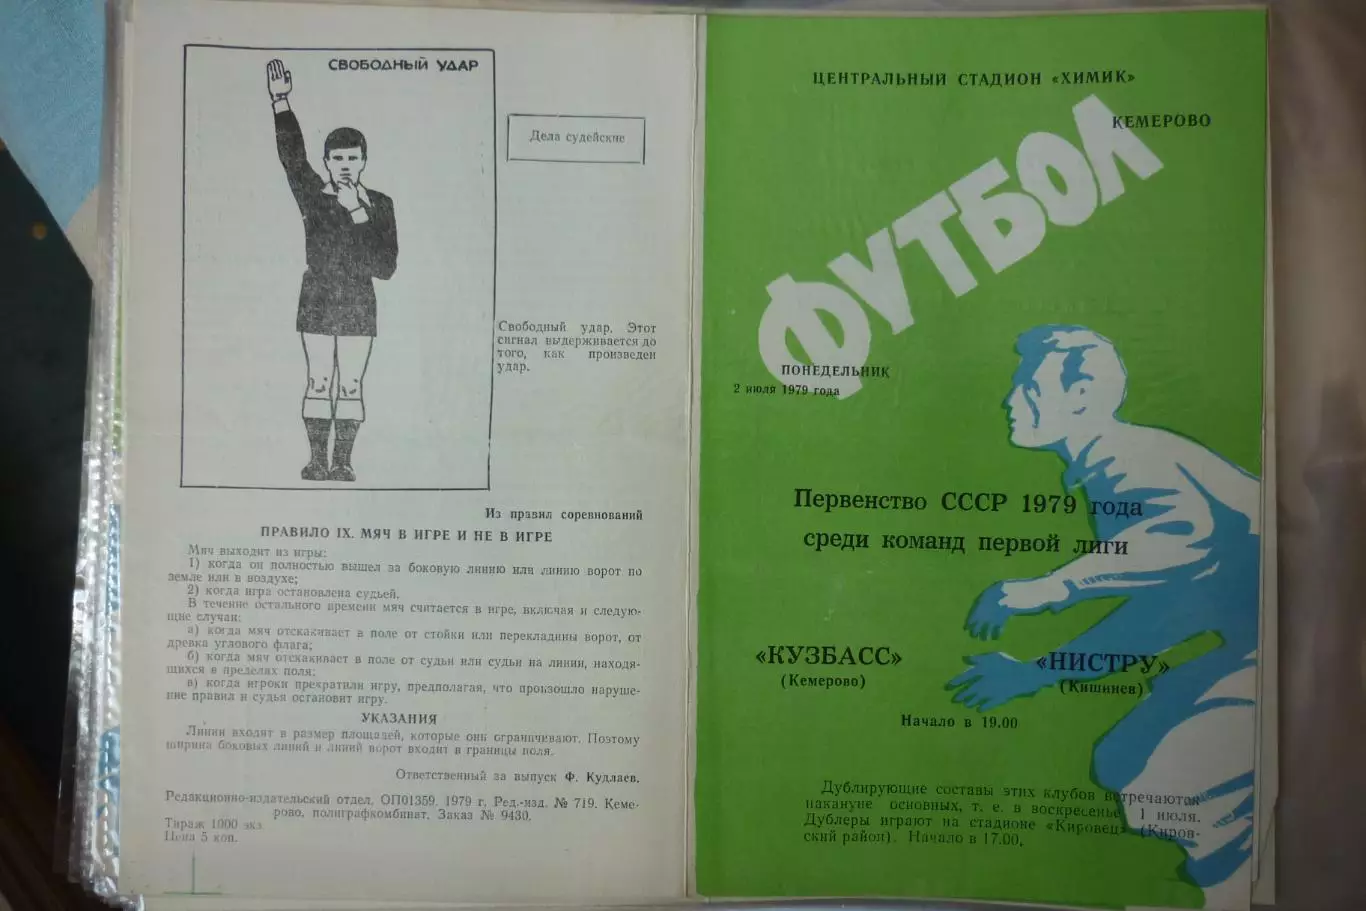 СВОБОДНЫЙ УДАР
Дела судейские
Свободный удар. Этот
сигнал выдерживается до
того, как произведен
удар.
Из правил соревнований
ПРАВИЛО IX. МЯЧ В ИГРЕ И НЕ В ИГРЕ
Мяч выходит из игры:
1) когда он полностью вышел за боковую линию или линию ворот по
земле или в воздухе;
2) когда игра остановлена судьей.
В течение остального времени мяч считается в игре, включая и следую-
щие случаи:
а) когда мяч отскакивает в поле от стойки или перекладины ворот, от
древка углового флага;
б) когда мяч отскакивает в поле от судьи или судьи на линии, находя-
щихся в пределах поля;
в) когда игроки прекратили игру, предполагая, что произошло наруше-
ние правил и судья остановит игру.
УКАЗАНИЯ
Линии входят в размер площадей, которые они ограничивают. Поэтому
ширина боковых линий и линий ворот входит в границы поля.
Ответственный за выпуск Ф. Кудлаев.
Редакционно-издательский отдел. ОП01359. 1979 г. Ред.-изд. № 719. Кеме-
рово, полиграфкомбинат. Заказ № 9430.
Тираж 1000 экз.
Цена 5 коп.
ЦЕНТРАЛЬНЫЙ СТАДИОН «ХИМИК»
КЕМЕРОВО
ФУТБОЛ
ПОНЕДЕЛЬНИК
2 июля 1979 года
Первенство СССР 1979 года
среди команд первой лиги
«КУЗБАСС» «НИСТРУ»
(Кемерово) (Кишинев)
Начало в 19.00
Дублирующие составы этих клубов встречаются
накануне основных, т. е. в воскресенье, 1 июля.
Дублеры играют на стадионе «Кировец» (Киров-
ский район). Начало в 17.00.